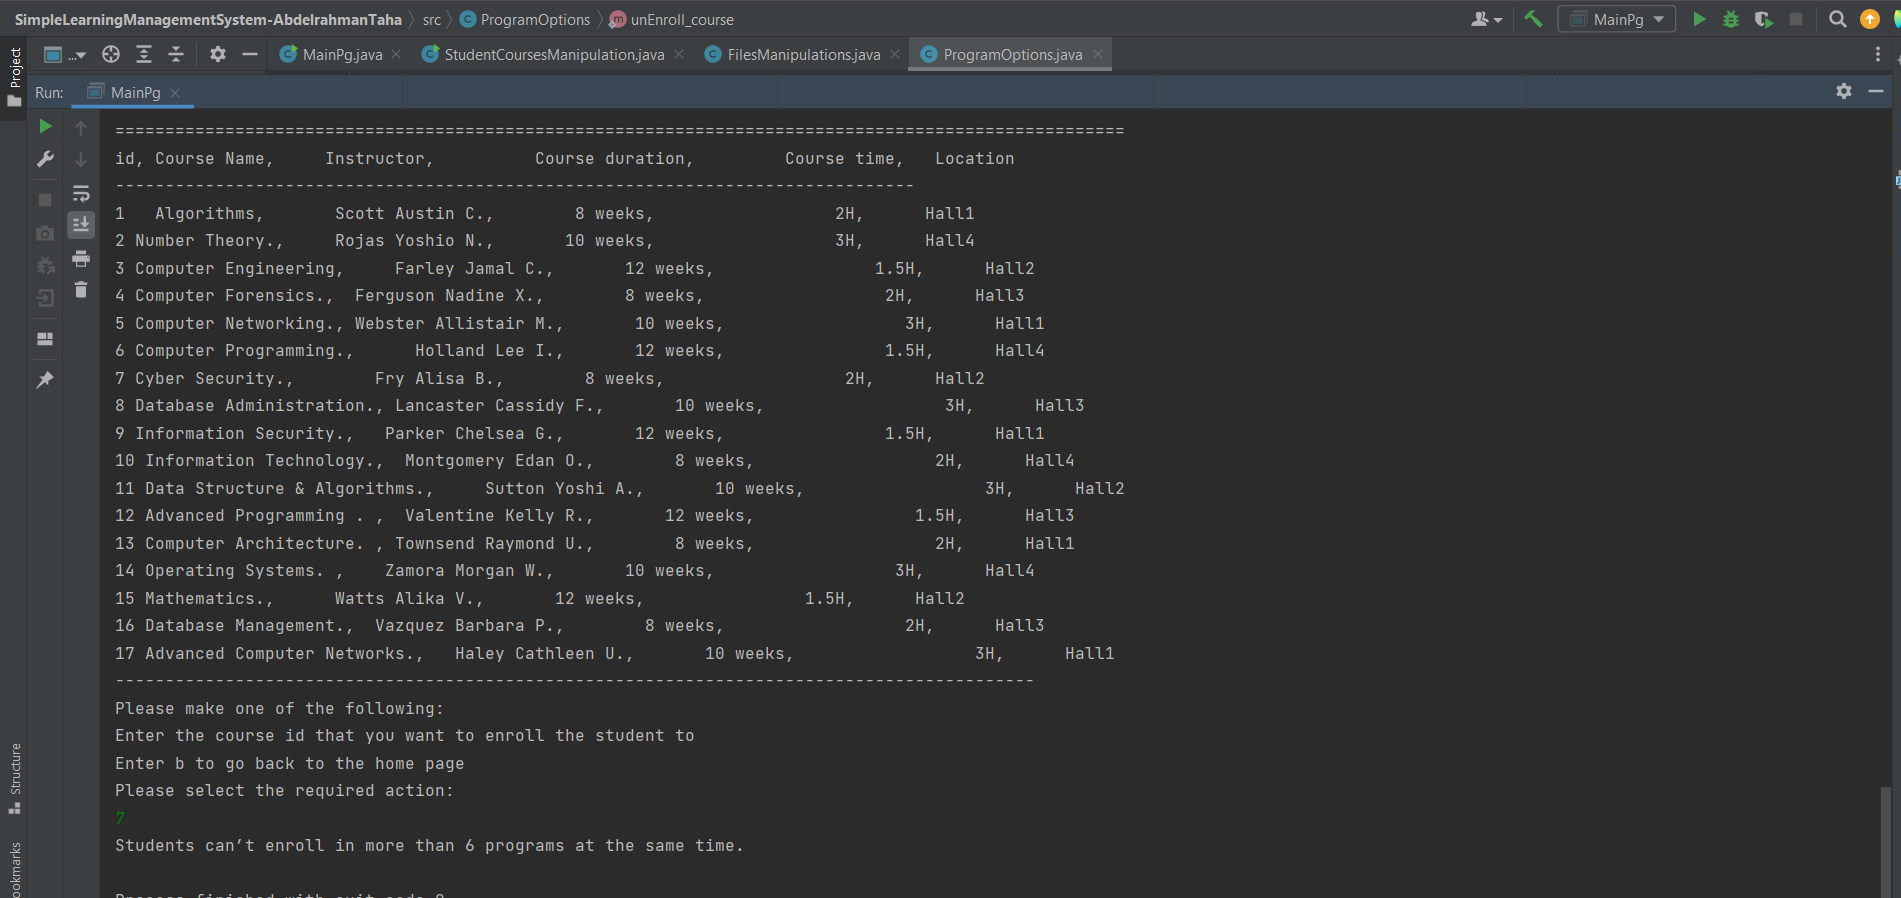 SimpleLearningManagementSystem-AbdelrahmanTaha src ProgramOptions unEnroll_course MainPg
Project ... MainPg.java StudentCoursesManipulation.java FilesManipulations.java ProgramOptions.java
Run: MainPg
=====================================================================================================
id, Course Name, Instructor, Course duration, Course time, Location
--------------------------------------------------------------------------------
1 Algorithms, Scott Austin C., 8 weeks, 2H, Hall1
2 Number Theory., Rojas Yoshio N., 10 weeks, 3H, Hall4
3 Computer Engineering, Farley Jamal C., 12 weeks, 1.5H, Hall2
4 Computer Forensics., Ferguson Nadine X., 8 weeks, 2H, Hall3
5 Computer Networking., Webster Allistair M., 10 weeks, 3H, Hall1
6 Computer Programming., Holland Lee I., 12 weeks, 1.5H, Hall4
7 Cyber Security., Fry Alisa B., 8 weeks, 2H, Hall2
8 Database Administration., Lancaster Cassidy F., 10 weeks, 3H, Hall3
9 Information Security., Parker Chelsea G., 12 weeks, 1.5H, Hall1
10 Information Technology., Montgomery Edan O., 8 weeks, 2H, Hall4
11 Data Structure & Algorithms., Sutton Yoshi A., 10 weeks, 3H, Hall2
12 Advanced Programming . , Valentine Kelly R., 12 weeks, 1.5H, Hall3
13 Computer Architecture. , Townsend Raymond U., 8 weeks, 2H, Hall1
14 Operating Systems. , Zamora Morgan W., 10 weeks, 3H, Hall4
15 Mathematics., Watts Alika V., 12 weeks, 1.5H, Hall2
16 Database Management., Vazquez Barbara P., 8 weeks, 2H, Hall3
17 Advanced Computer Networks., Haley Cathleen U., 10 weeks, 3H, Hall1
--------------------------------------------------------------------------------------------
Please make one of the following:
Enter the course id that you want to enroll the student to
Enter b to go back to the home page
Please select the required action:
7
Students can’t enroll in more than 6 programs at the same time.
Process finished with exit code 0
Structure
ookmarks